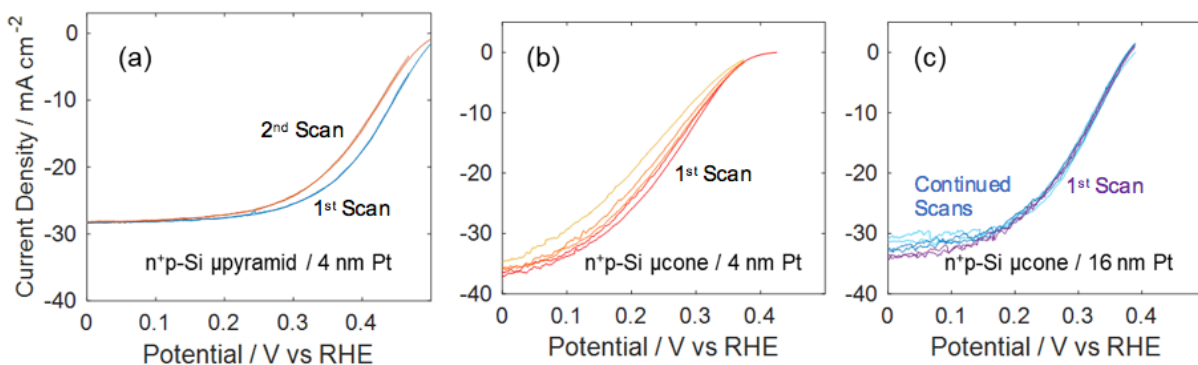 Current Density / mA cm⁻²
0
-10
-20
-30
-40
(a)
2ⁿᵈ Scan
1ˢᵗ Scan
n⁺p-Si µpyramid / 4 nm Pt
0 0.1 0.2 0.3 0.4
Potential / V vs RHE
0
-10
-20
-30
-40
(b)
1ˢᵗ Scan
n⁺p-Si µcone / 4 nm Pt
0 0.1 0.2 0.3 0.4
Potential / V vs RHE
0
-10
-20
-30
-40
(c)
Continued
Scans
1ˢᵗ Scan
n⁺p-Si µcone / 16 nm Pt
0 0.1 0.2 0.3 0.4
Potential / V vs RHE